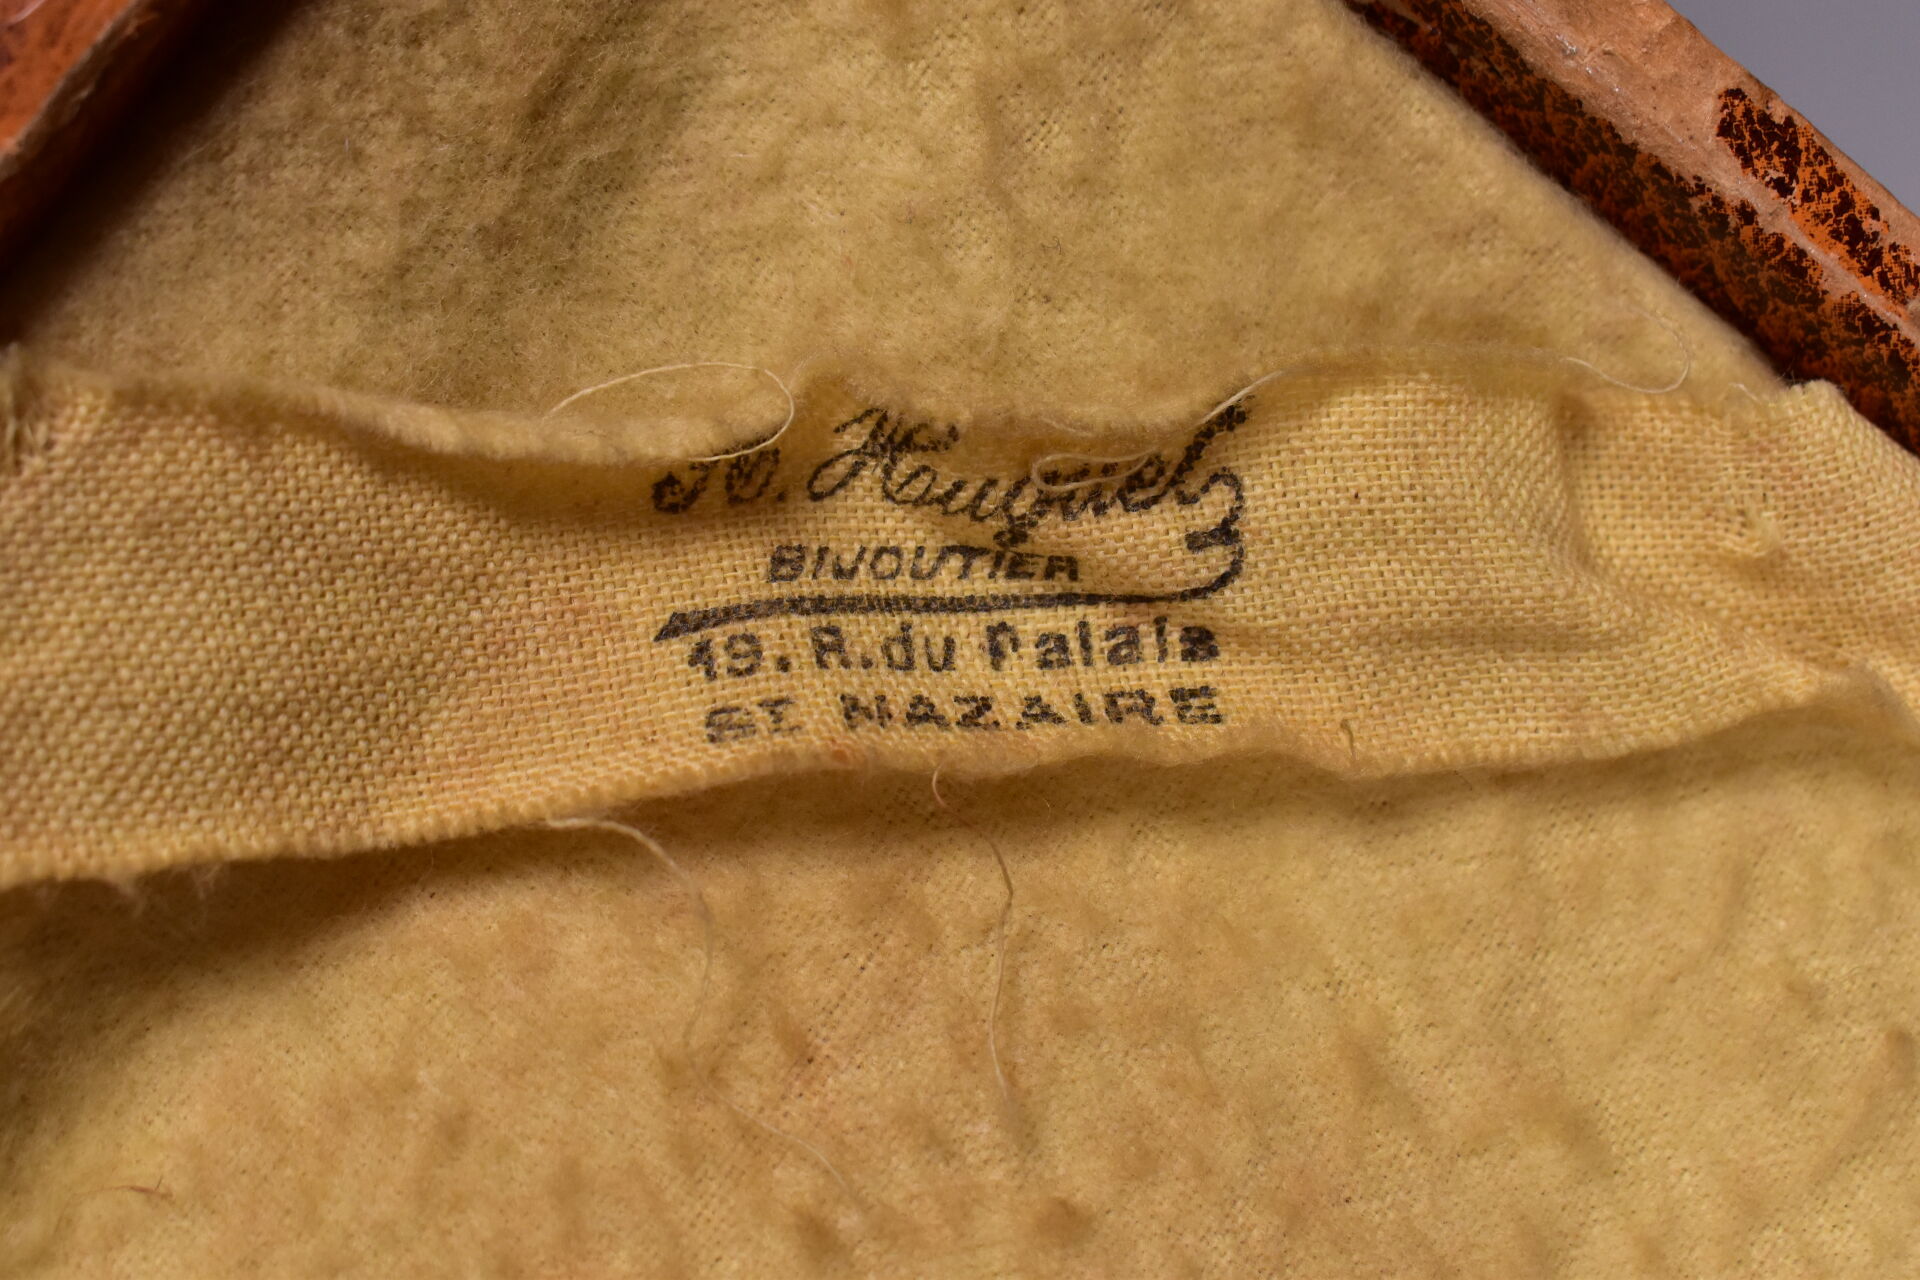 BIJOUTIER
19. R. du Palais
ST NAZAIRE